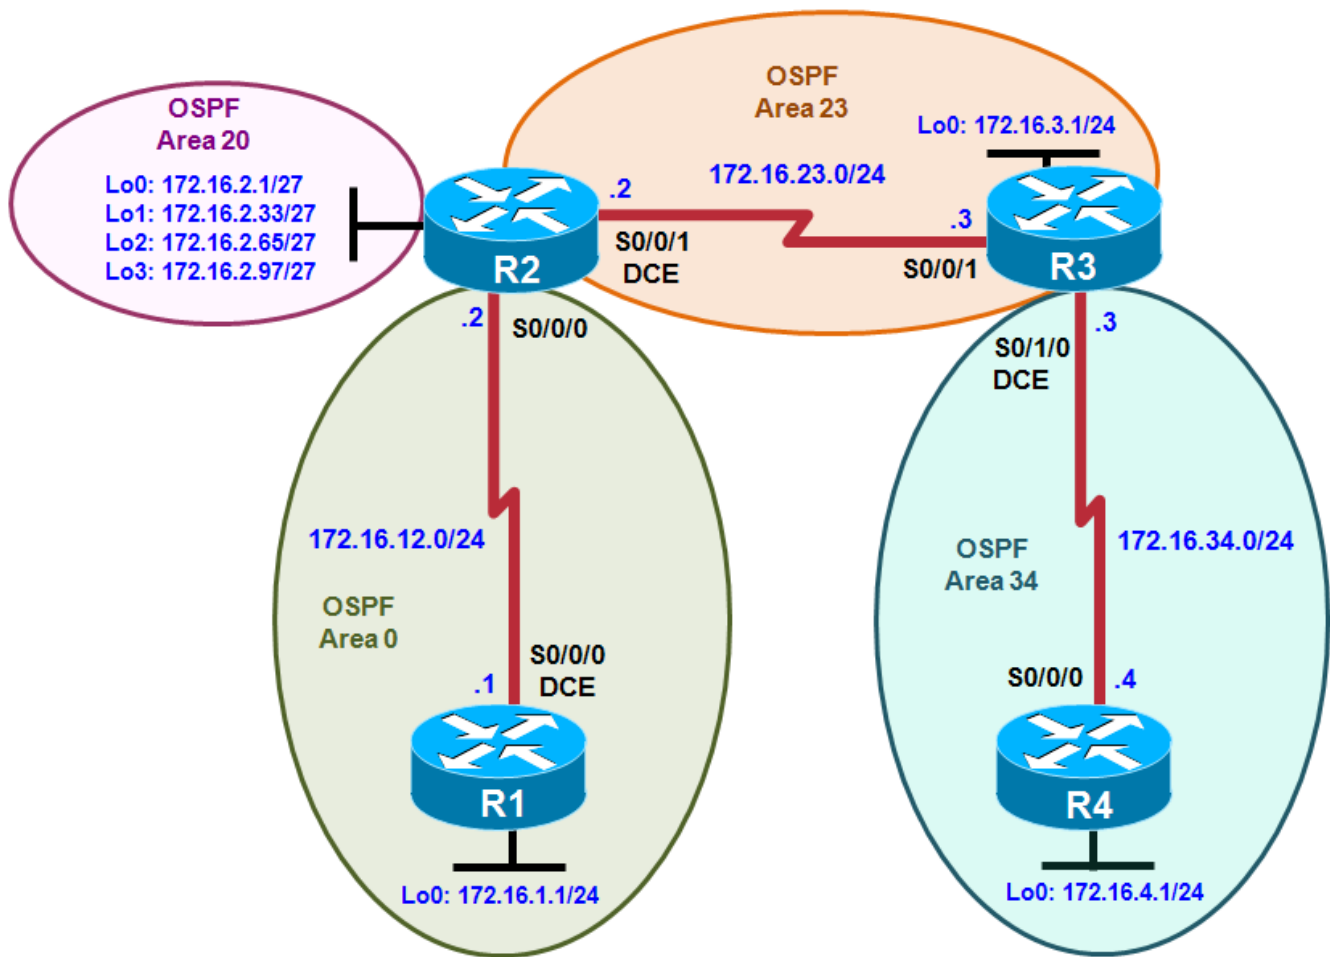 OSPF
Area 23
OSPF
Area 20
Lo0: 172.16.3.1/24
Lo0: 172.16.2.1/27
Lo1: 172.16.2.33/27
Lo2: 172.16.2.65/27
Lo3: 172.16.2.97/27
172.16.23.0/24
.2
.3
S0/0/1
DCE
S0/0/1
R2
R3
.2
S0/0/0
.3
S0/1/0
DCE
172.16.12.0/24
172.16.34.0/24
OSPF
Area 34
OSPF
Area 0
S0/0/0
DCE
.1
S0/0/0
.4
R1
R4
Lo0: 172.16.1.1/24
Lo0: 172.16.4.1/24